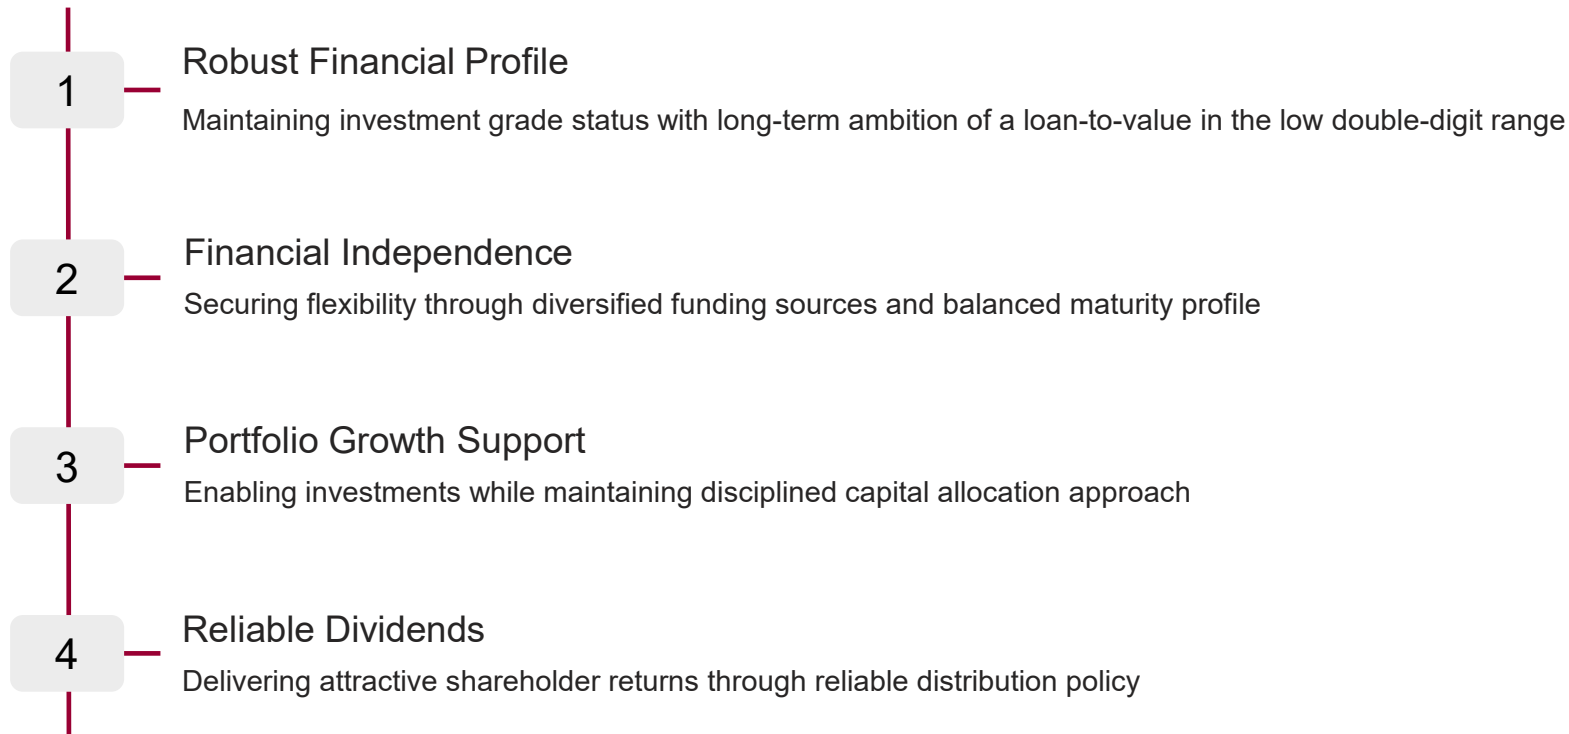 1
Robust Financial Profile
Maintaining investment grade status with long-term ambition of a loan-to-value in the low double-digit range
2
Financial Independence
Securing flexibility through diversified funding sources and balanced maturity profile
3
Portfolio Growth Support
Enabling investments while maintaining disciplined capital allocation approach
4
Reliable Dividends
Delivering attractive shareholder returns through reliable distribution policy